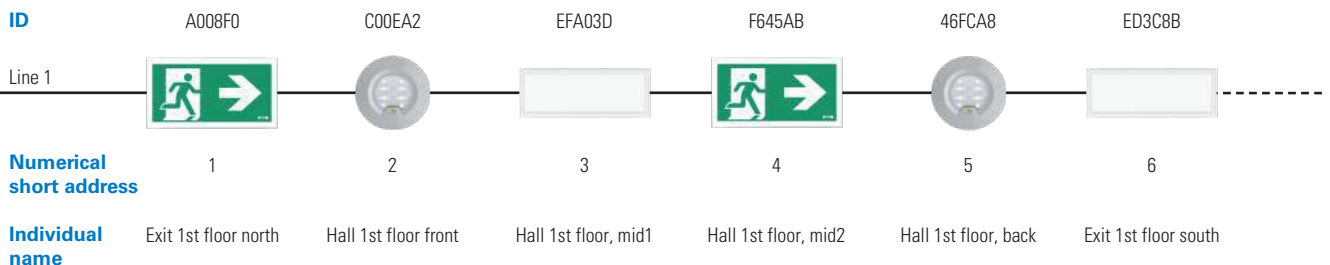 ID A008F0 C00EA2 EFA03D F645AB 46FCA8 ED3C8B
Line 1
Numerical
short address
1 2 3 4 5 6
Individual
name
Exit 1st floor north Hall 1st floor front Hall 1st floor, mid1 Hall 1st floor, mid2 Hall 1st floor, back Exit 1st floor south